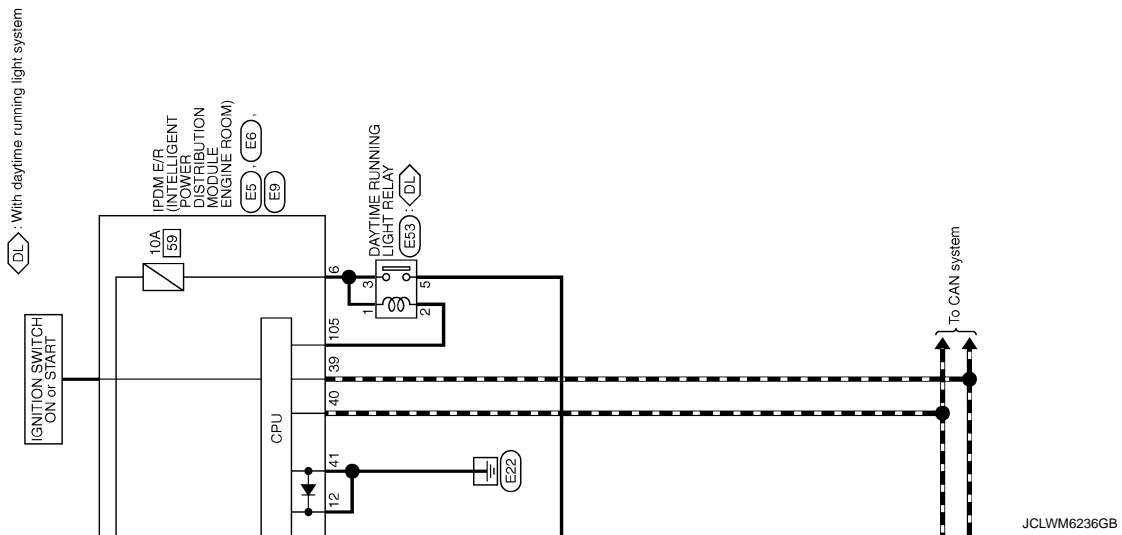 DL : With daytime running light system
IGNITION SWITCH
ON or START
IPDM E/R
(INTELLIGENT
POWER
DISTRIBUTION
MODULE
ENGINE ROOM)
E5 , E6 ,
E9
10A
59
DAYTIME RUNNING
LIGHT RELAY
E53 : DL
6
3
5
1
2
105
39
40
CPU
41
12
E22
To CAN system
JCLWM6236GB